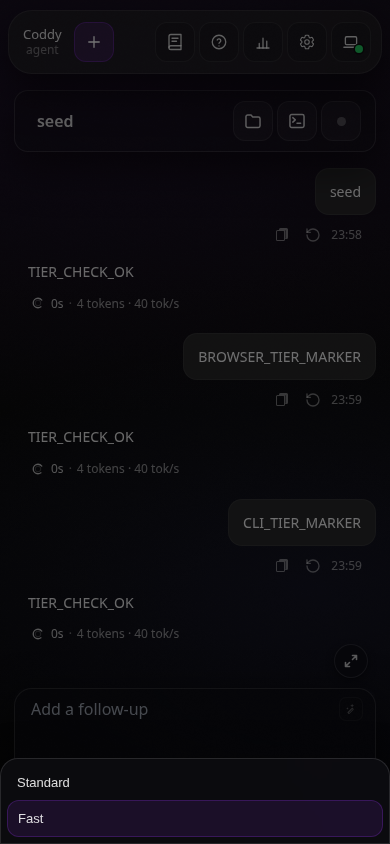 Coddy
agent
seed
seed
23:58
TIER_CHECK_OK
0s · 4 tokens · 40 tok/s
BROWSER_TIER_MARKER
23:59
TIER_CHECK_OK
0s · 4 tokens · 40 tok/s
CLI_TIER_MARKER
23:59
TIER_CHECK_OK
0s · 4 tokens · 40 tok/s
Add a follow-up
Standard
Fast